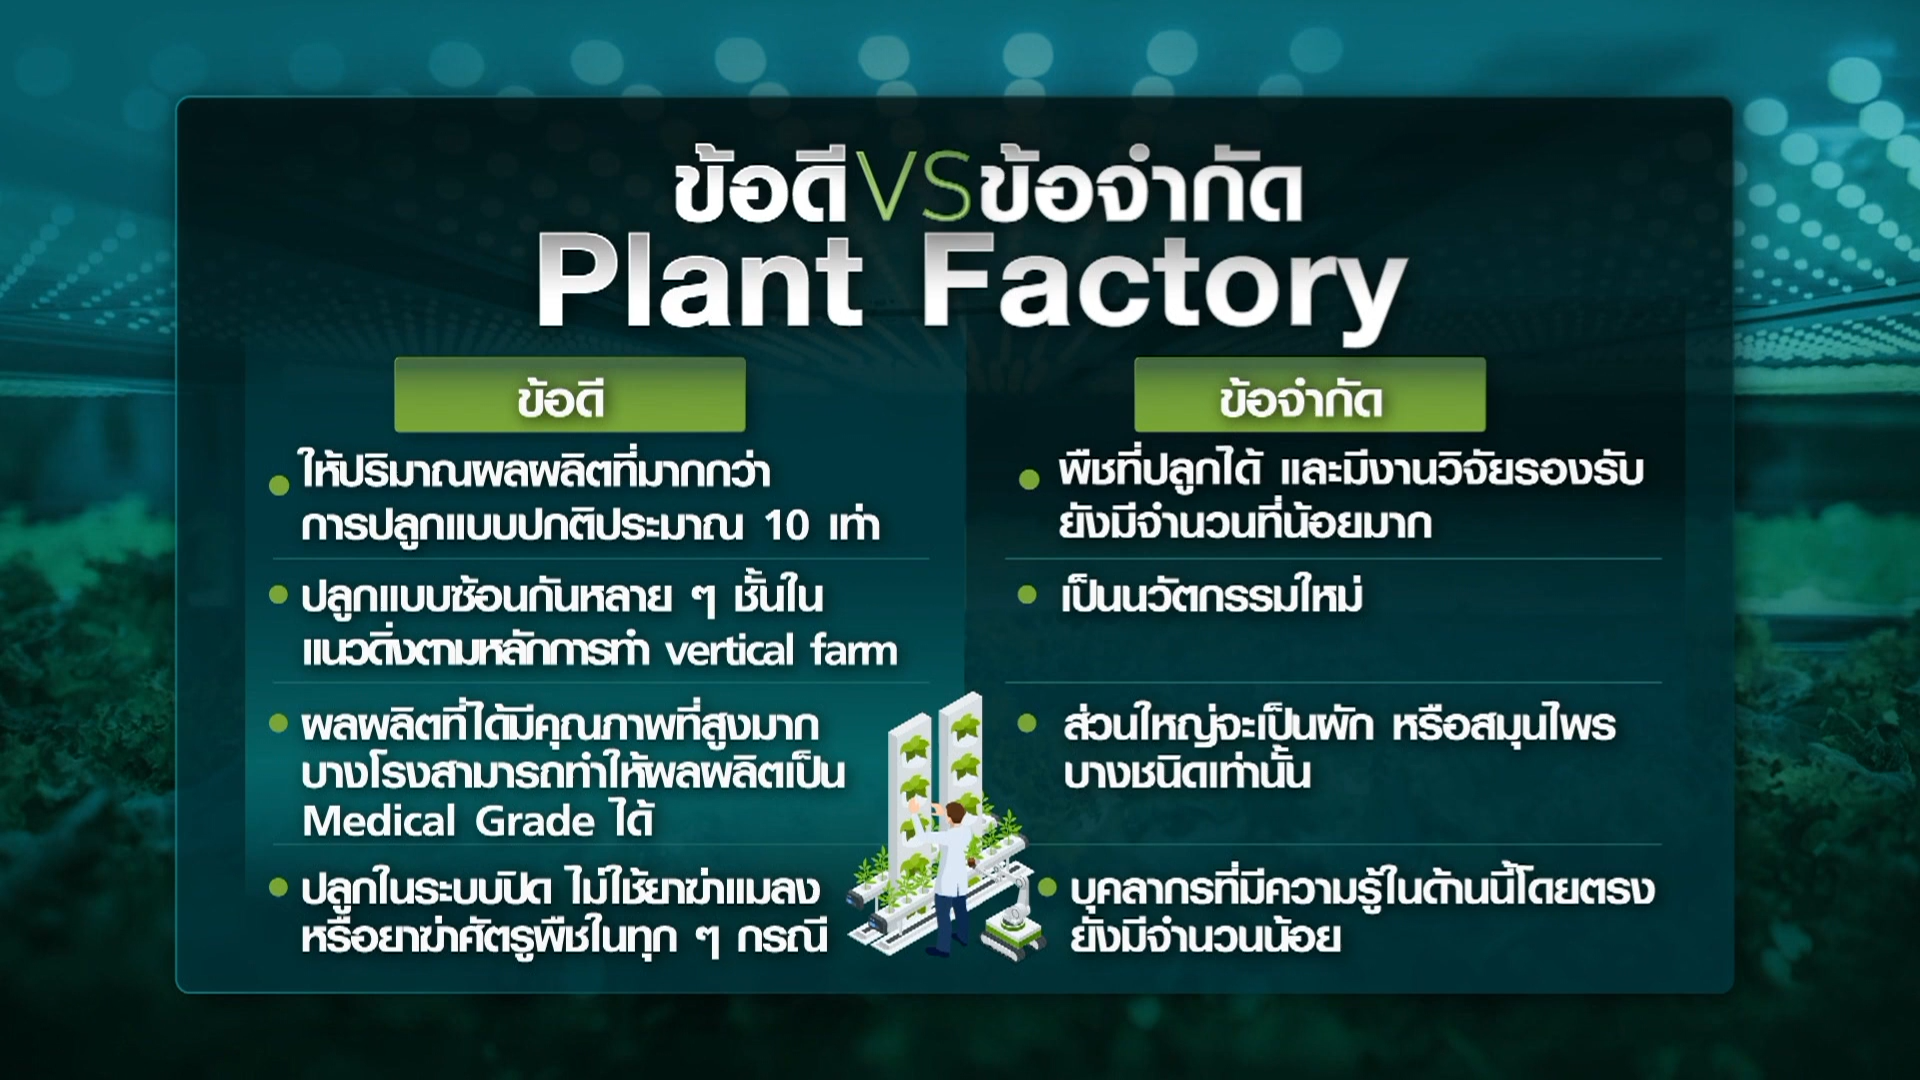 ข้อดี VS ข้อจำกัด
Plant Factory
ข้อดี
ให้ปริมาณผลผลิตที่มากกว่า
การปลูกแบบปกติประมาณ 10 เท่า
ปลูกแบบซ้อนกันหลาย ๆ ชั้นใน
แนวดิ่งตามหลักการทำ vertical farm
ผลผลิตที่ได้มีคุณภาพที่สูงมาก
บางโรงสามารถทำให้ผลผลิตเป็น
Medical Grade ได้
ปลูกในระบบปิด ไม่ใช้ยาฆ่าแมลง
หรือยาฆ่าศัตรูพืชในทุก ๆ กรณี
ข้อจำกัด
พืชที่ปลูกได้ และมีงานวิจัยรองรับ
ยังมีจำนวนที่น้อยมาก
เป็นนวัตกรรมใหม่
ส่วนใหญ่จะเป็นผัก หรือสมุนไพร
บางชนิดเท่านั้น
บุคลากรที่มีความรู้ในด้านนี้โดยตรง
ยังมีจำนวนน้อย